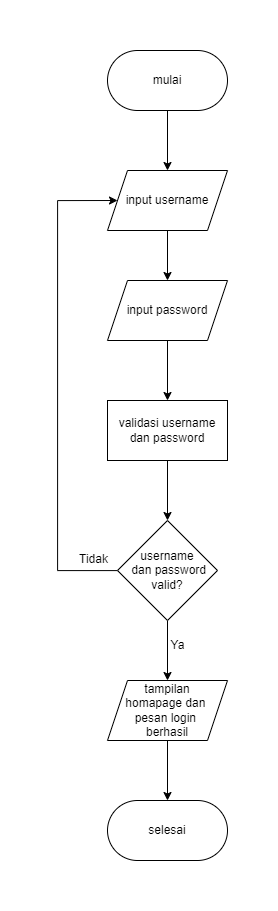 mulai
input username
input password
validasi username
dan password
username
dan password
valid?
Tidak
Ya
tampilan
homapage dan
pesan login
berhasil
selesai